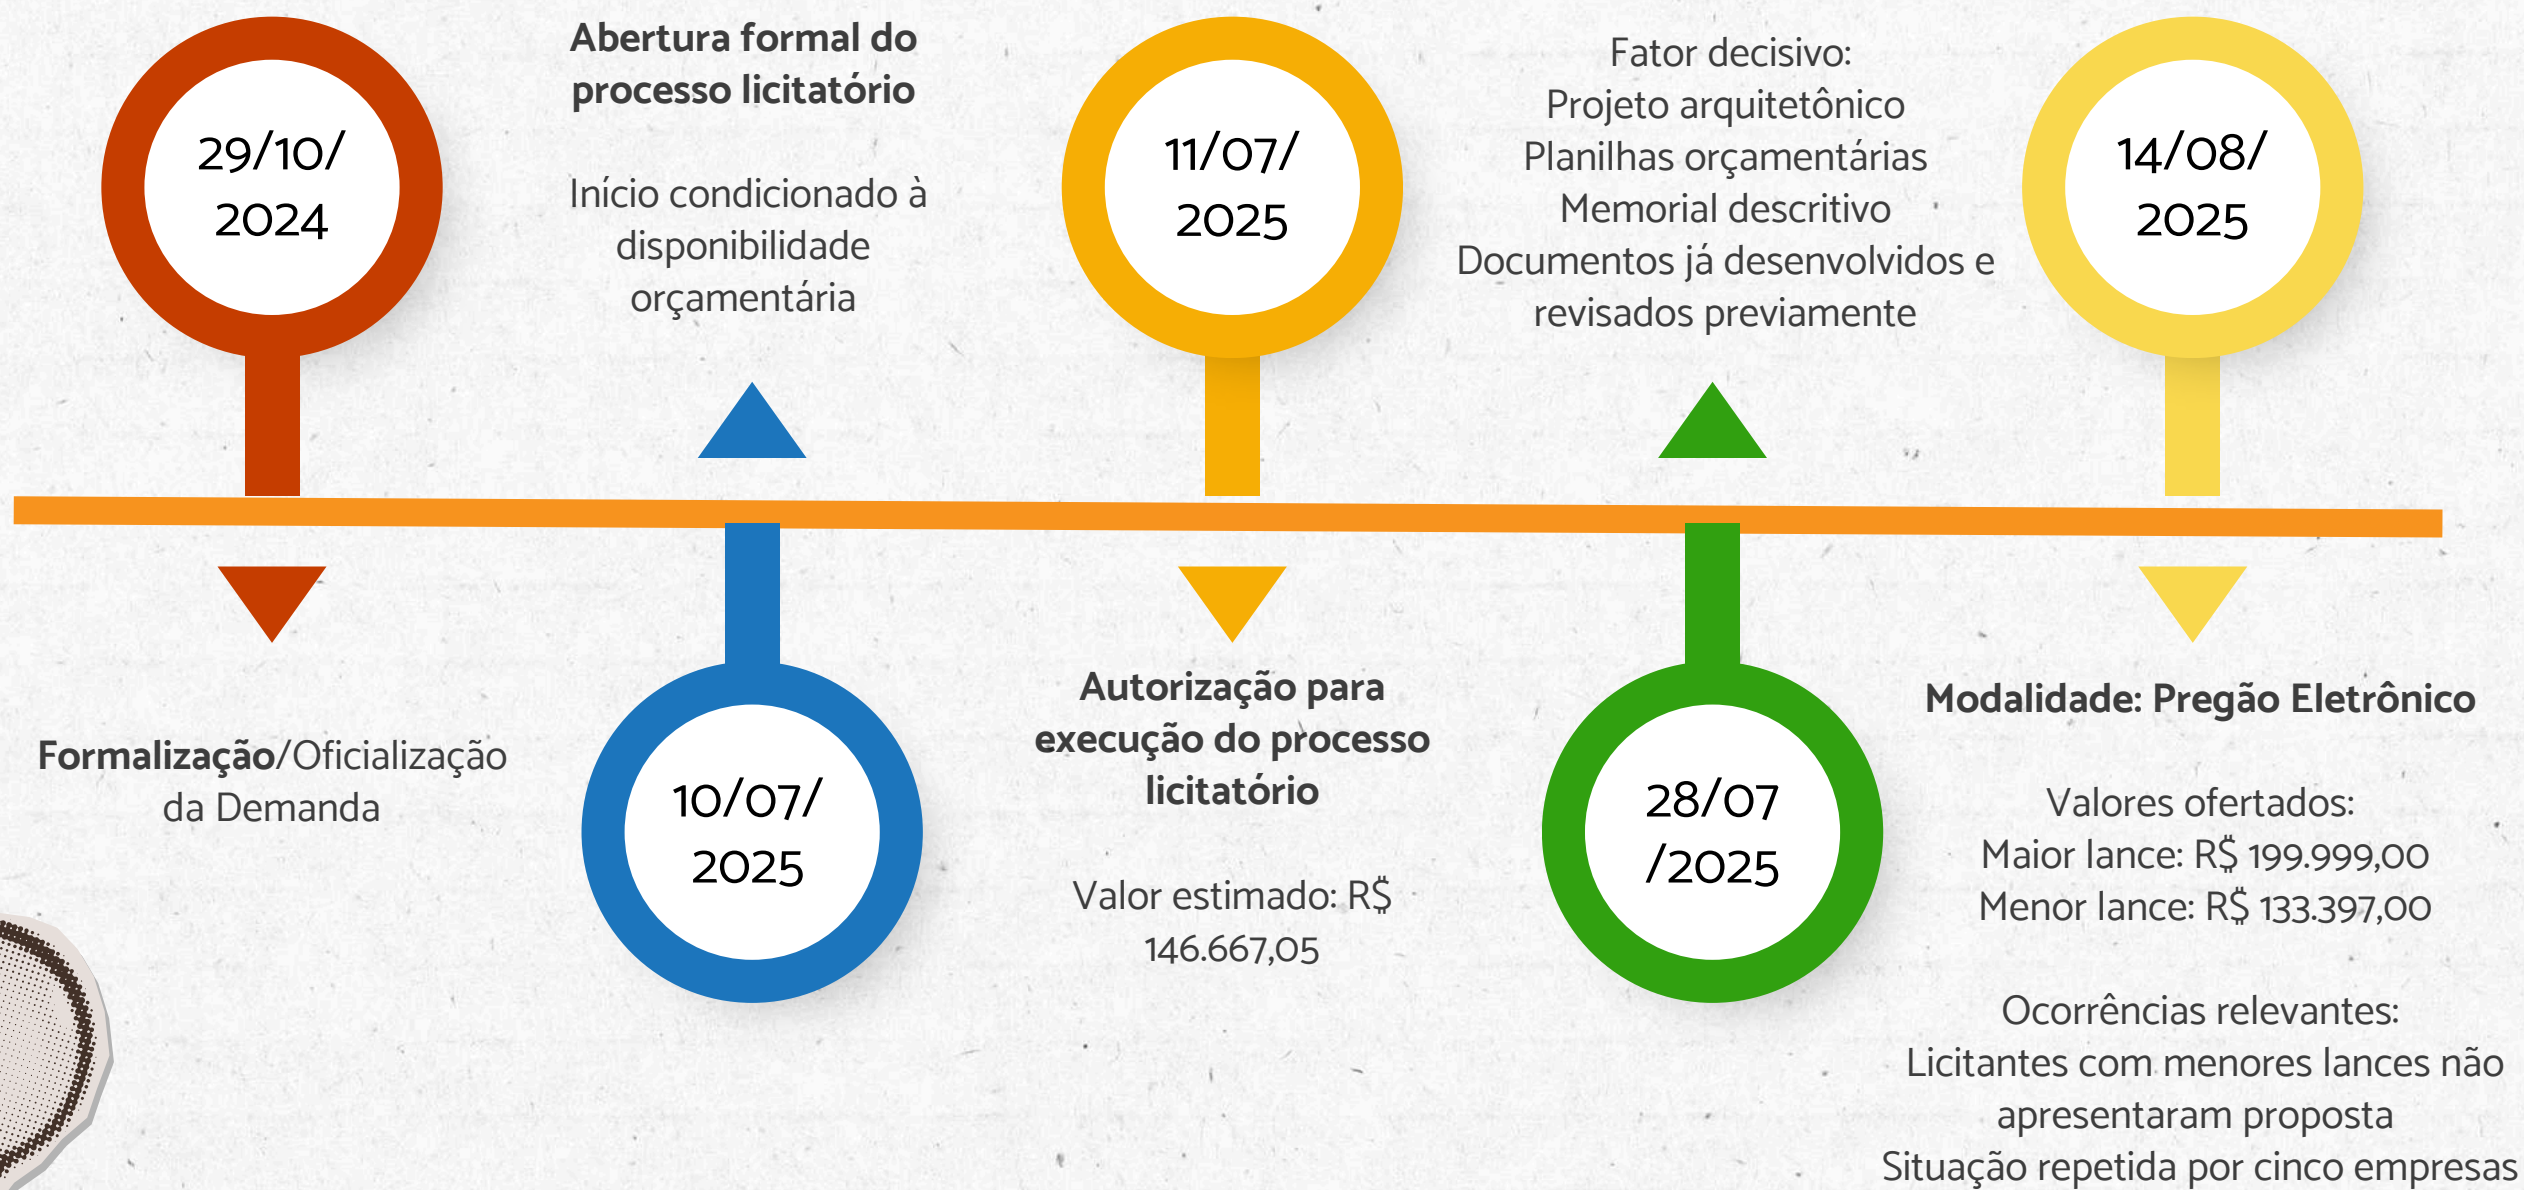 29/10/
2024
Formalização/Oficialização
da Demanda
Abertura formal do
processo licitatório
Início condicionado à
disponibilidade
orçamentária
10/07/
2025
11/07/
2025
Autorização para
execução do processo
licitatório
Valor estimado: R$
146.667,05
Fator decisivo:
Projeto arquitetônico
Planilhas orçamentárias
Memorial descritivo
Documentos já desenvolvidos e
revisados previamente
28/07
/2025
14/08/
2025
Modalidade: Pregão Eletrônico
Valores ofertados:
Maior lance: R$ 199.999,00
Menor lance: R$ 133.397,00
Ocorrências relevantes:
Licitantes com menores lances não
apresentaram proposta
Situação repetida por cinco empresas